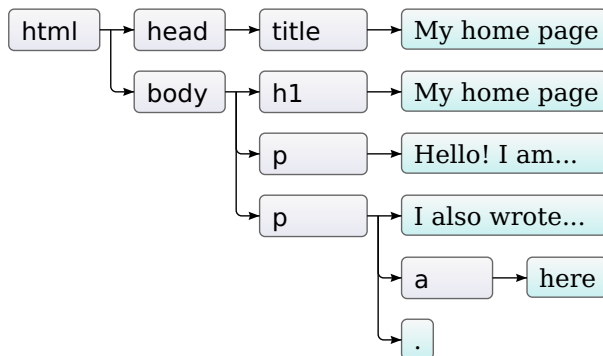 html head title My home page
body h1 My home page
p Hello! I am...
p I also wrote...
a here
.